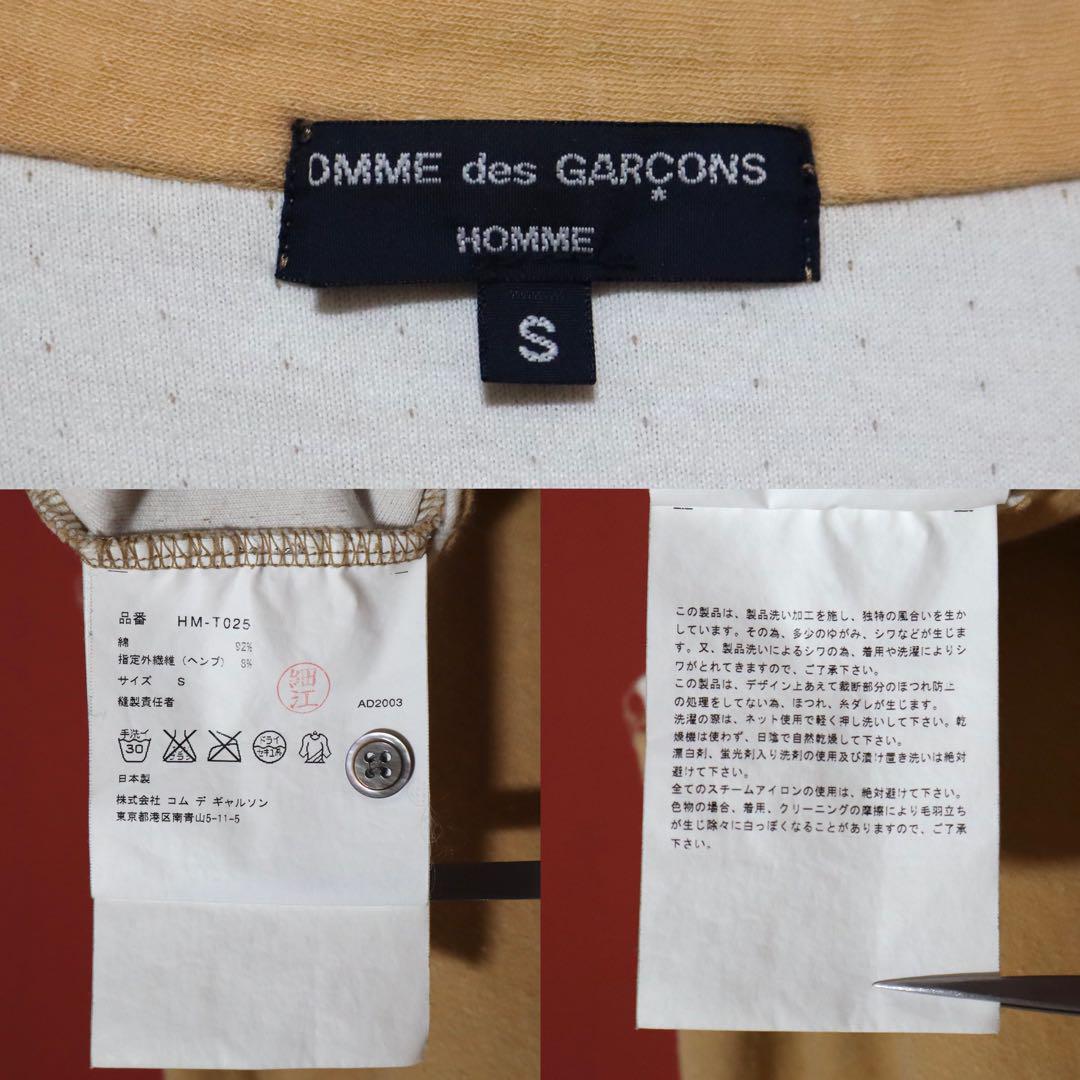 OMME des GARÇONS
*
HOMME
S
品番 HM-T025
綿 92%
指定外繊維 (ヘンプ) 8%
サイズ S
縫製責任者
細江
AD2003
手洗イ
30
エンソサラシ
ドライ
セキユ系
日本製
株式会社 コム デ ギャルソン
東京都港区南青山5-11-5
この製品は、製品洗い加工を施し、独特の風合いを生か
しています。その為、多少のゆがみ、シワなどが生じま
す。又、製品洗いによるシワの為、着用や洗濯によりシ
ワがとれてきますので、ご了承下さい。
この製品は、デザイン上あえて裁断部分のほつれ防止
の処理をしてない為、ほつれ、糸ダレが生じます。
洗濯の際は、ネット使用で軽く押し洗いして下さい。乾
燥機は使わず、日陰で自然乾燥して下さい。
漂白剤、蛍光剤入り洗剤の使用及び漬け置き洗いは絶対
避けて下さい。
全てのスチームアイロンの使用は、絶対避けて下さい。
色物の場合、着用、クリーニングの摩擦により毛羽立ち
が生じ除々に白っぽくなることがありますので、ご了承
下さい。